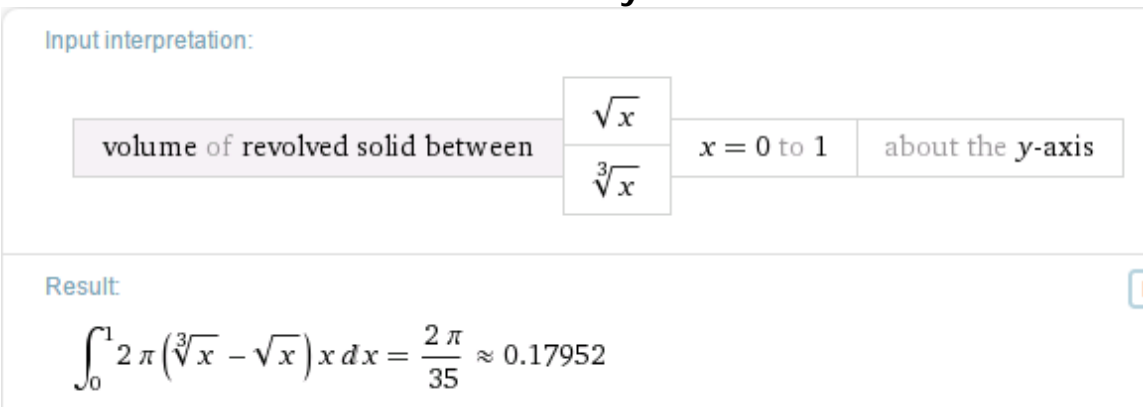 Input interpretation:
volume of revolved solid between
√x
∛x
x = 0 to 1
about the y-axis
Result:
∫₀¹ 2 π (∛x − √x) x dx = 2 π / 35 ≈ 0.17952